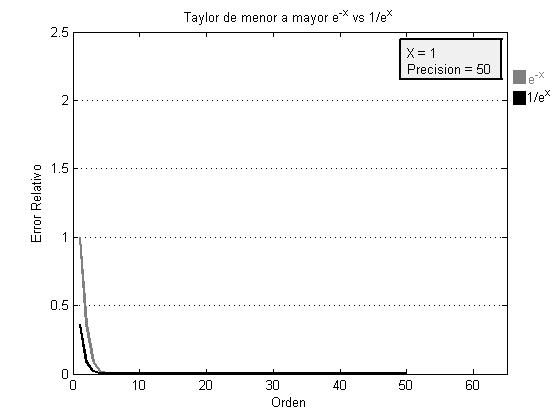 Taylor de menor a mayor e^-x vs 1/e^x
2.5
X = 1
Precision = 50
e^-x
1/e^x
2
1.5
Error Relativo
1
0.5
0
0 10 20 30 40 50 60
Orden